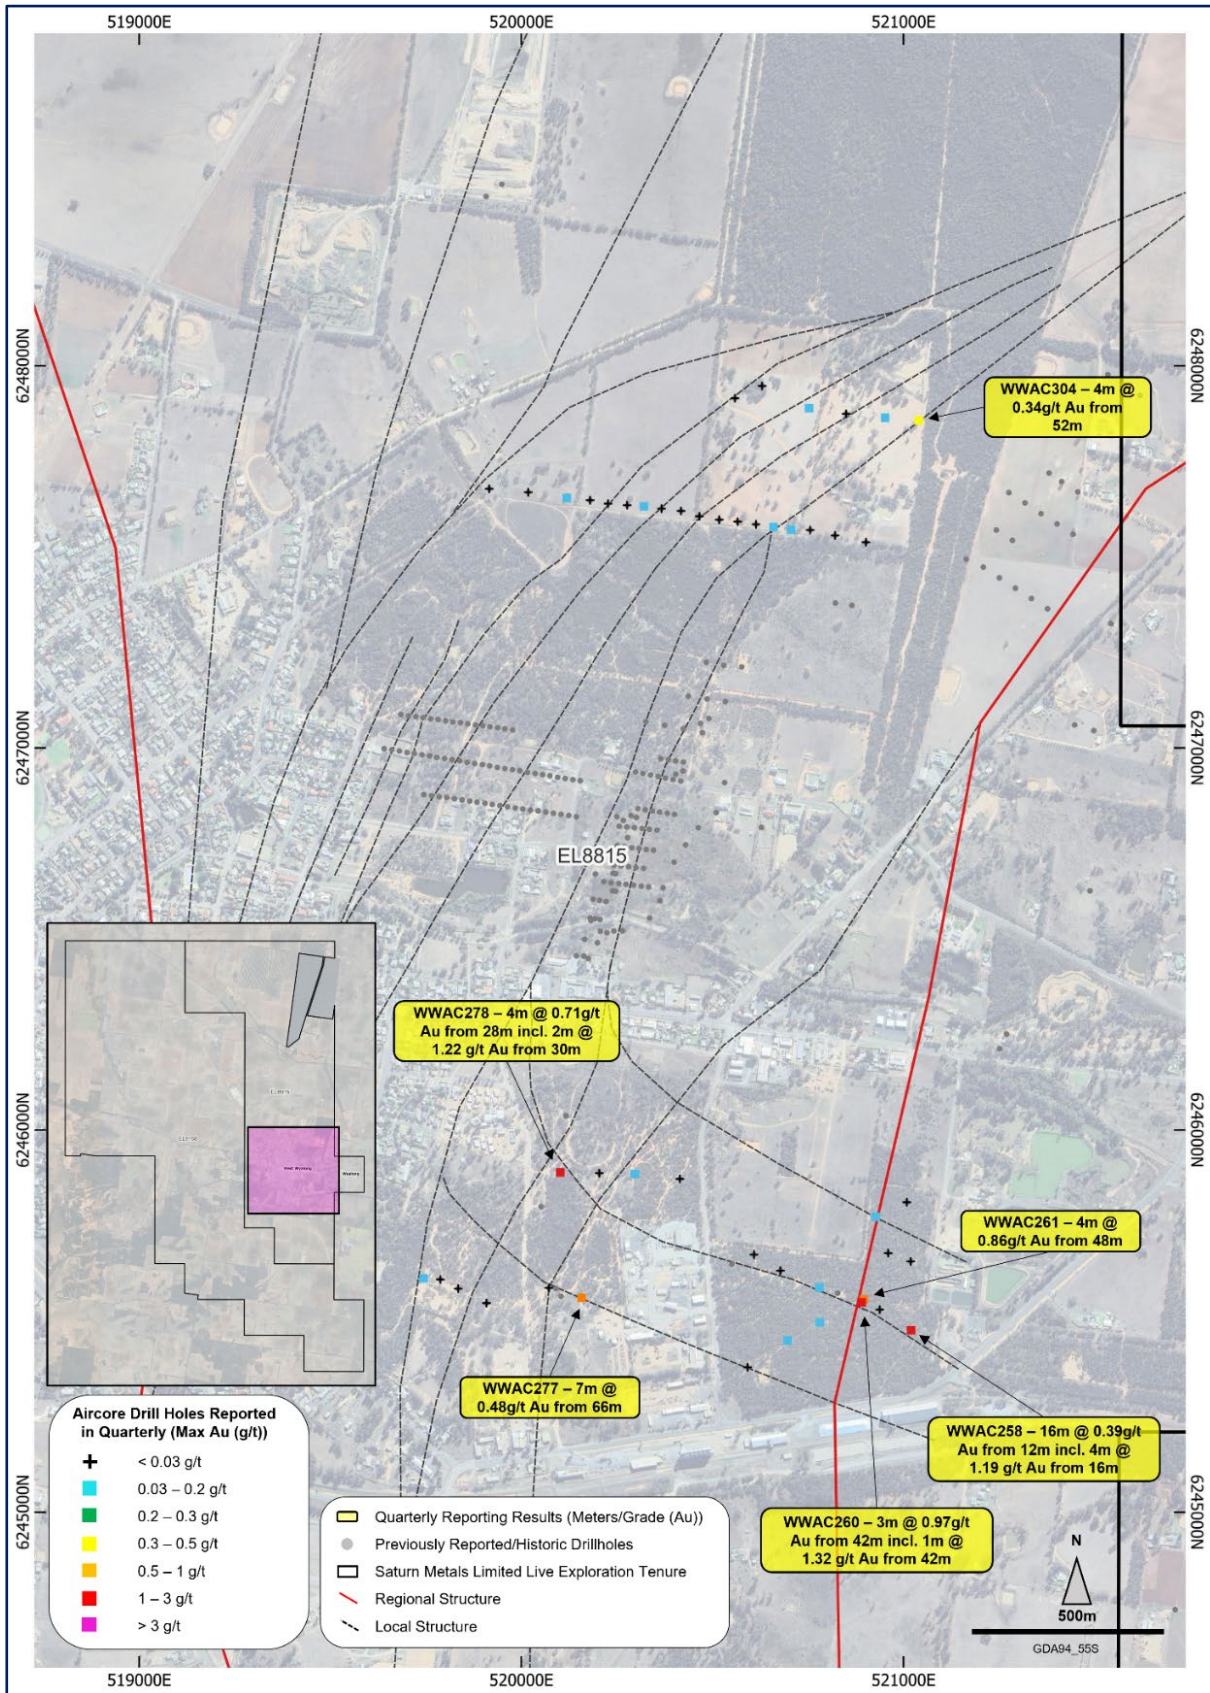 519000E
520000E
521000E
6248000N
6248000N
WWAC304 – 4m @
0.34g/t Au from
52m
6247000N
6247000N
EL8815
WWAC278 – 4m @ 0.71g/t
Au from 28m incl. 2m @
1.22 g/t Au from 30m
6246000N
6246000N
WWAC261 – 4m @
0.86g/t Au from 48m
WWAC277 – 7m @
0.48g/t Au from 66m
WWAC258 – 16m @ 0.39g/t
Au from 12m incl. 4m @
1.19 g/t Au from 16m
WWAC260 – 3m @ 0.97g/t
Au from 42m incl. 1m @
1.32 g/t Au from 42m
6245000N
6245000N
Aircore Drill Holes Reported
in Quarterly (Max Au (g/t))
< 0.03 g/t
0.03 – 0.2 g/t
0.2 – 0.3 g/t
0.3 – 0.5 g/t
0.5 – 1 g/t
1 – 3 g/t
> 3 g/t
Quarterly Reporting Results (Meters/Grade (Au))
Previously Reported/Historic Drillholes
Saturn Metals Limited Live Exploration Tenure
Regional Structure
Local Structure
N
500m
GDA94_55S
519000E
520000E
521000E